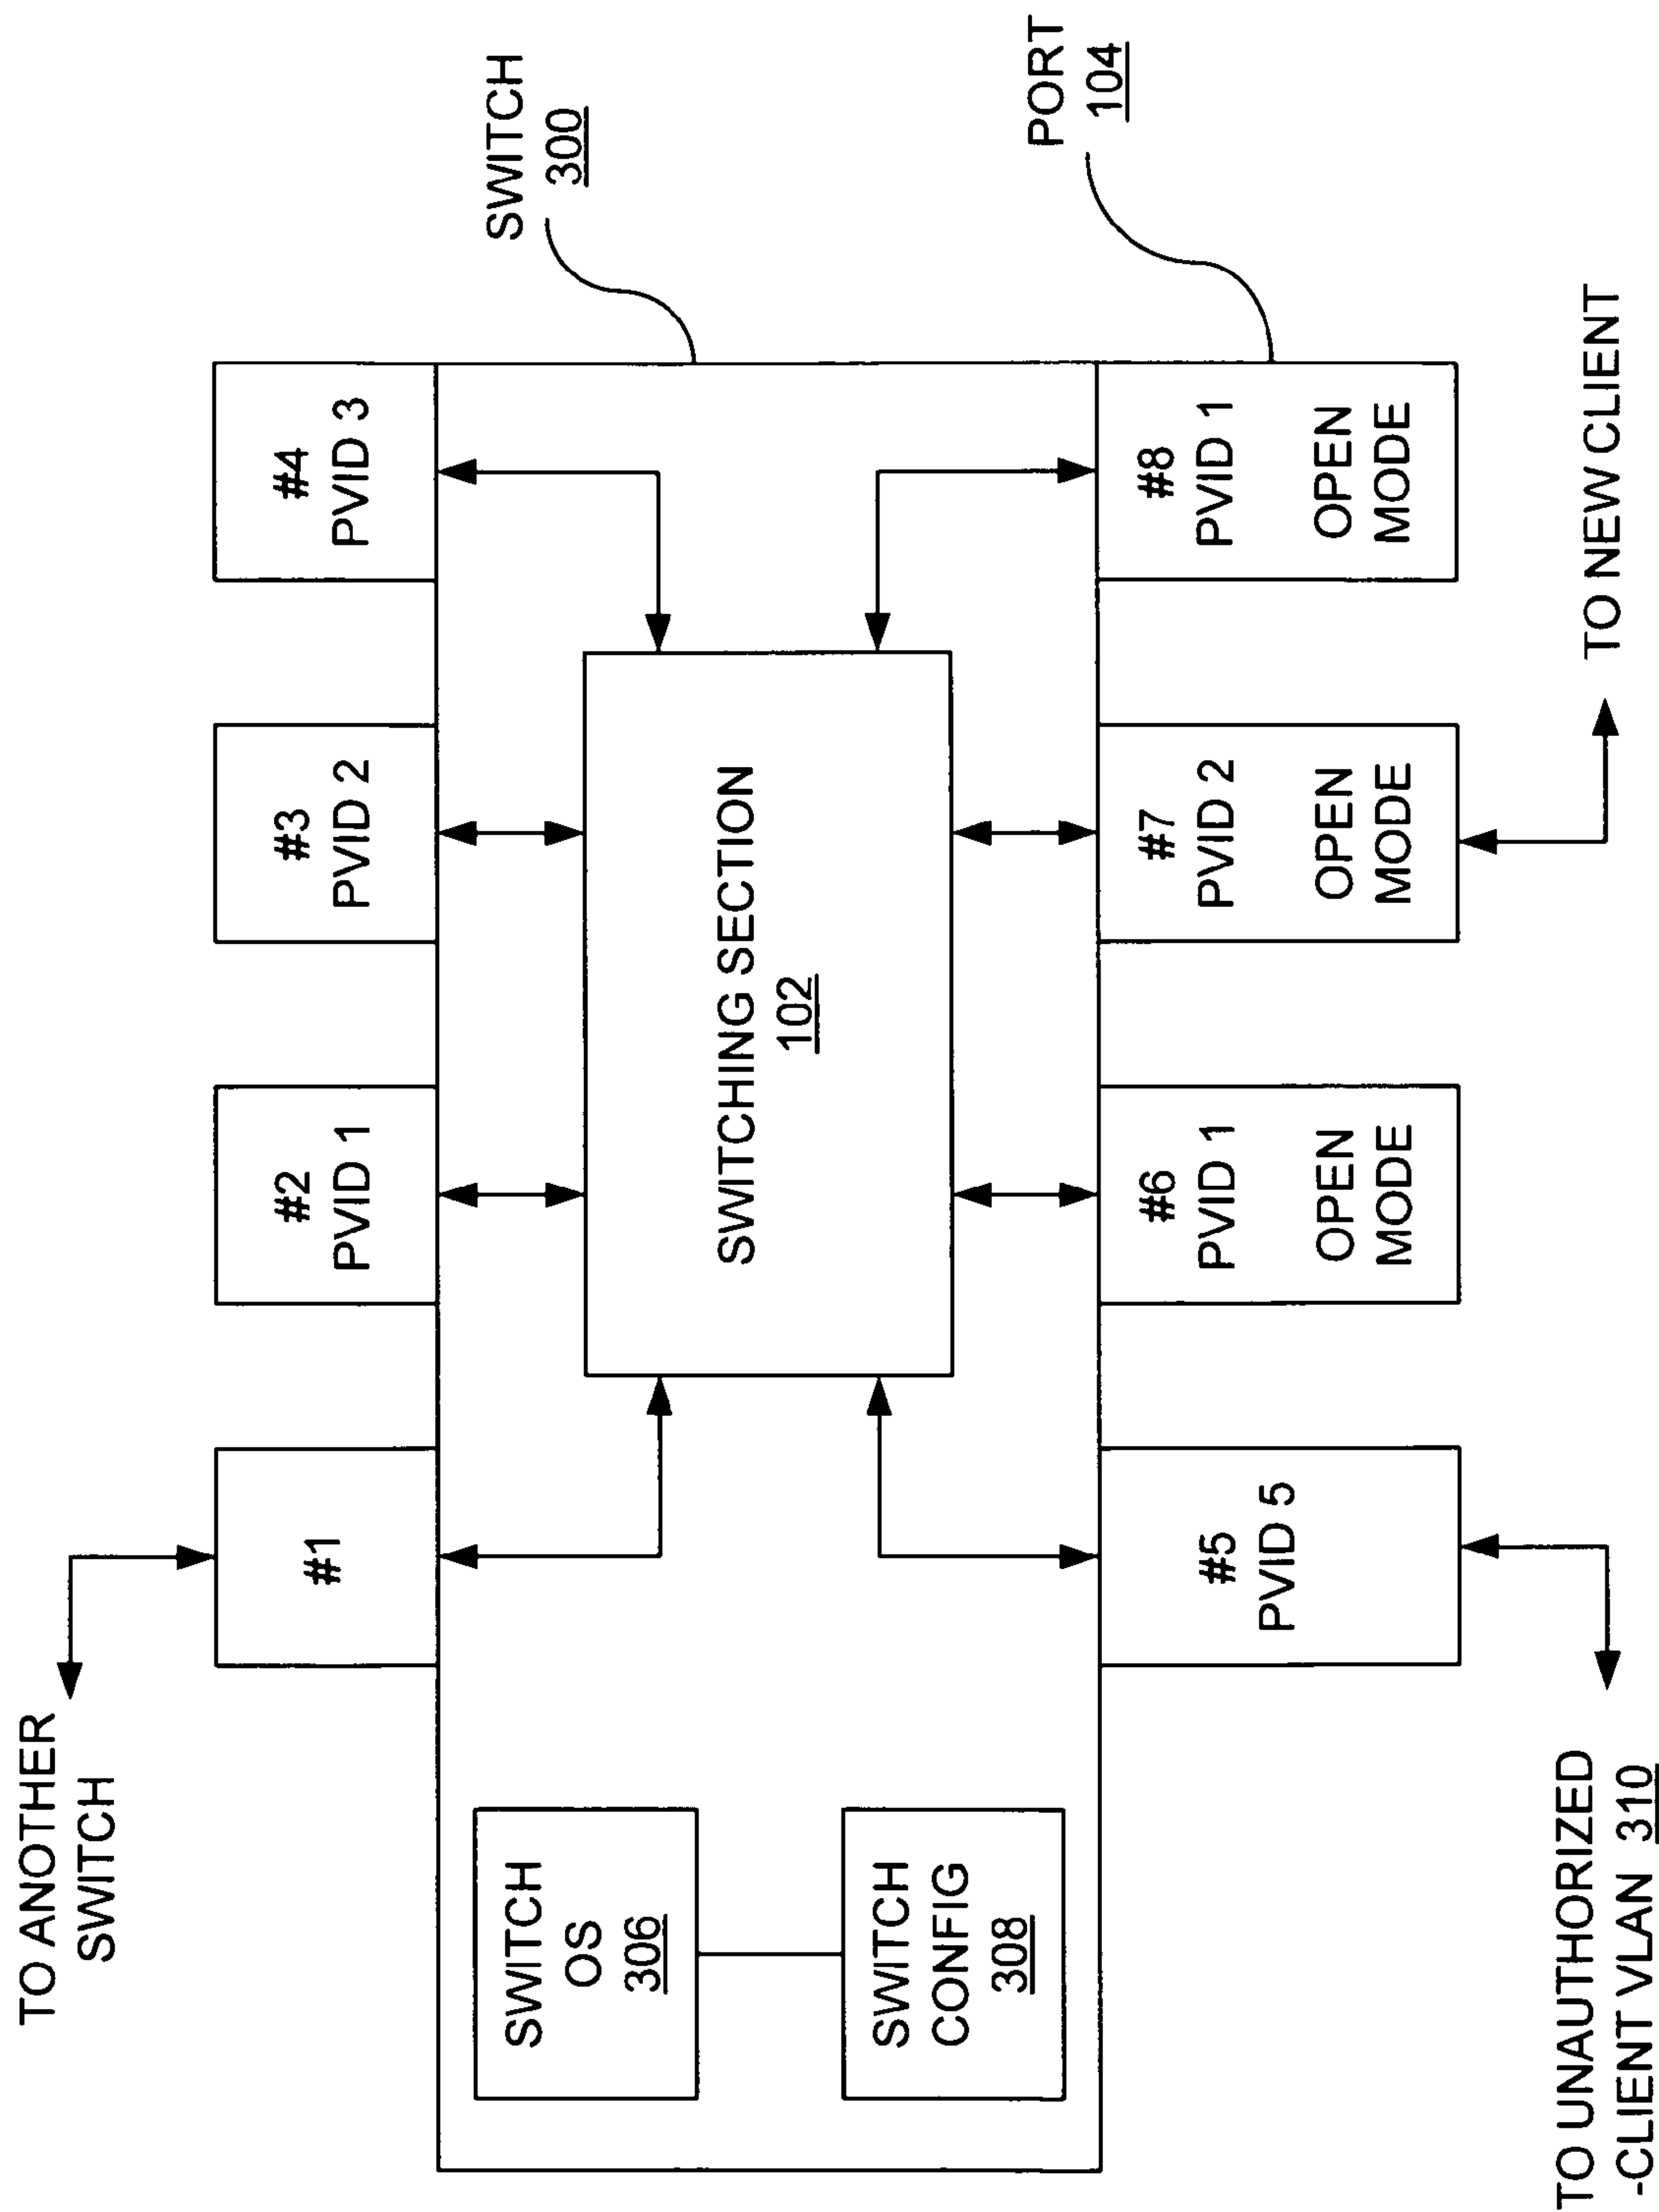 TO ANOTHER
SWITCH
#1
#2
PVID 1
#3
PVID 2
#4
PVID 3
SWITCH
300
SWITCH
OS
306
SWITCH
CONFIG
308
SWITCHING SECTION
102
PORT
104
#5
PVID 5
#6
PVID 1
OPEN
MODE
#7
PVID 2
OPEN
MODE
#8
PVID 1
OPEN
MODE
TO UNAUTHORIZED
-CLIENT VLAN 310
TO NEW CLIENT